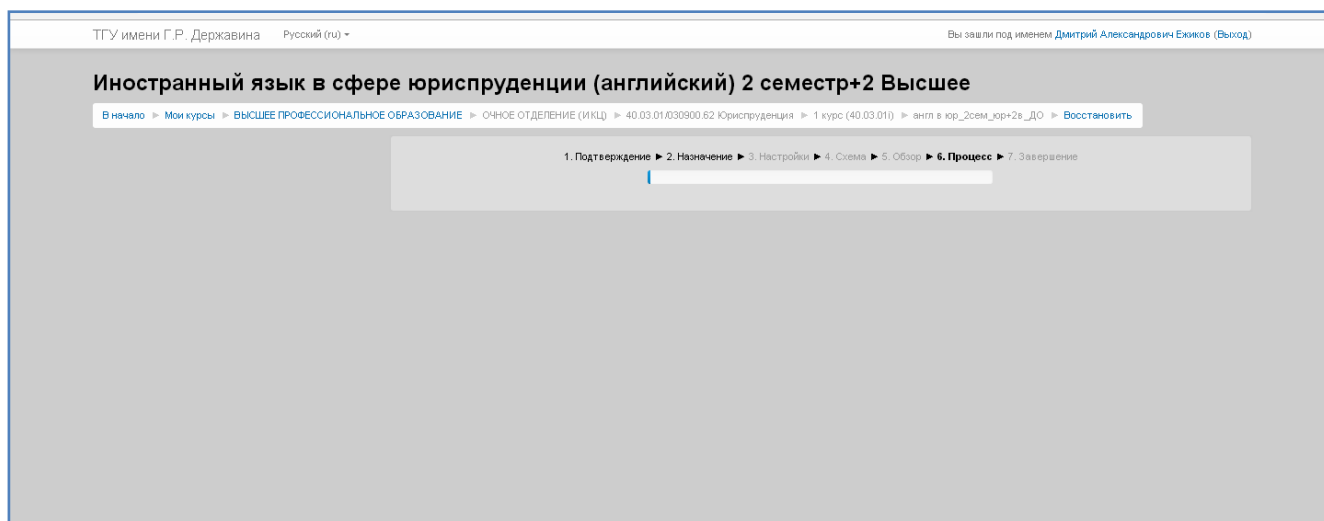 ТГУ имени Г.Р. Державина Русский (ru) Вы зашли под именем Дмитрий Александрович Ежиков (Выход)
Иностранный язык в сфере юриспруденции (английский) 2 семестр+2 Высшее
В начало ► Мои курсы ► ВЫСШЕЕ ПРОФЕССИОНАЛЬНОЕ ОБРАЗОВАНИЕ ► ОЧНОЕ ОТДЕЛЕНИЕ (ИКЦ) ► 40.03.01/030900.62 Юриспруденция ► 1 курс (40.03.01i) ► англ в юр_2сем_юр+2в_ДО ► Восстановить
1. Подтверждение ► 2. Назначение ► 3. Настройки ► 4. Схема ► 5. Обзор ► 6. Процесс ► 7. Завершение